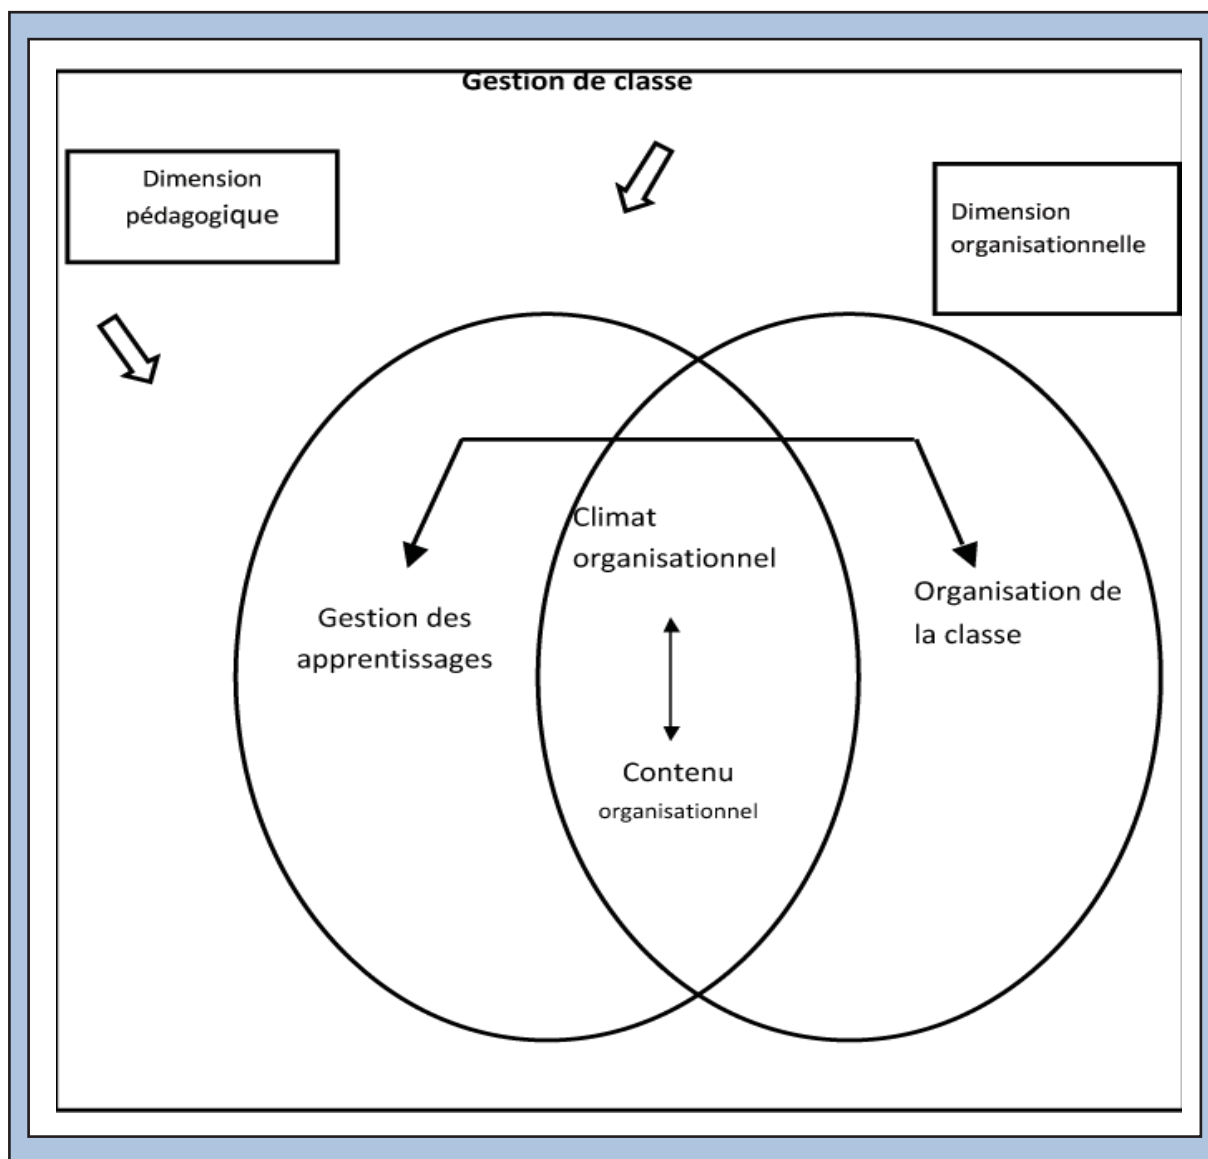 Gestion de classe
Dimension
pédagogique
Dimension
organisationnelle
Climat
organisationnel
Gestion des
apprentissages
Organisation de
la classe
Contenu
organisationnel